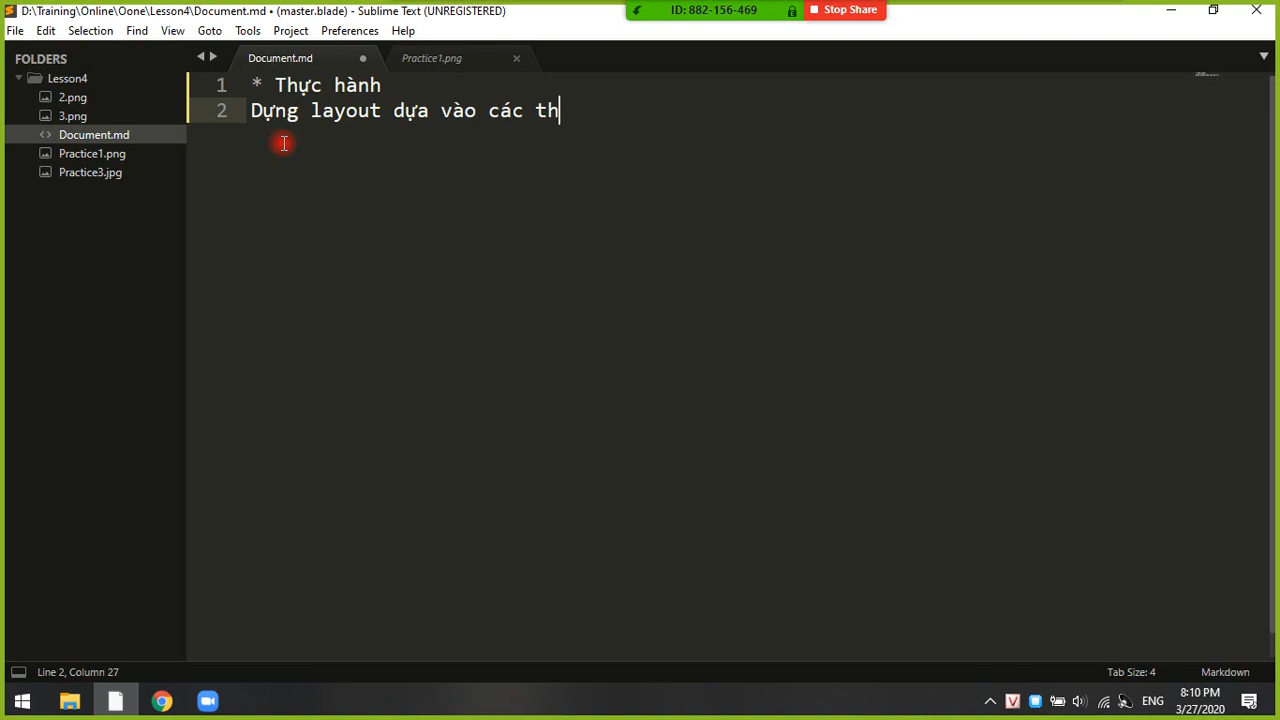 D:\Training\Online\Oone\Lesson4\Document.md • (master.blade) - Sublime Text (UNREGISTERED)
ID: 882-156-469
Stop Share
File Edit Selection Find View Goto Tools Project Preferences Help
FOLDERS
Lesson4
2.png
3.png
Document.md
Practice1.png
Practice3.jpg
Document.md
Practice1.png
1 * Thực hành
2 Dựng layout dựa vào các th
Line 2, Column 27
Tab Size: 4
Markdown
ENG
8:10 PM
3/27/2020